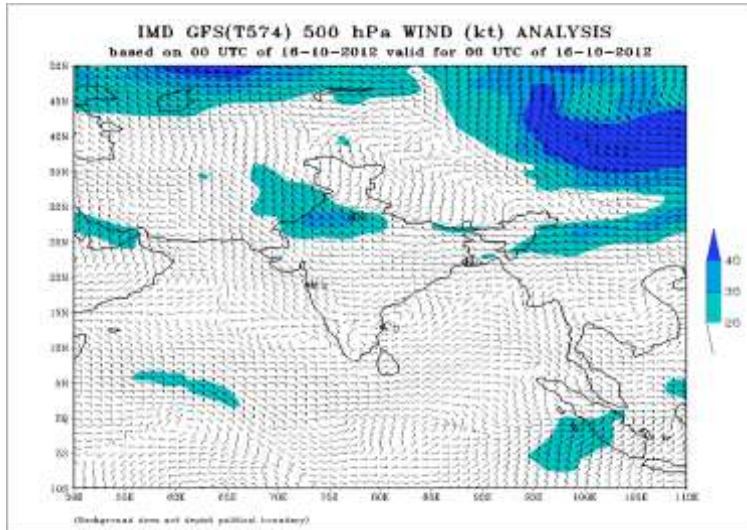 IMD GFS(T574) 500 hPa WIND (kt) ANALYSIS
based on 00 UTC of 16-10-2012 valid for 00 UTC of 16-10-2012
50N
45N
40N
35N
30N
25N
20N
15N
10N
5N
EQ
5S
10S
50E 55E 60E 65E 70E 75E 80E 85E 90E 95E 100E 105E 110E
40
30
20
(Background does not depict political boundary)